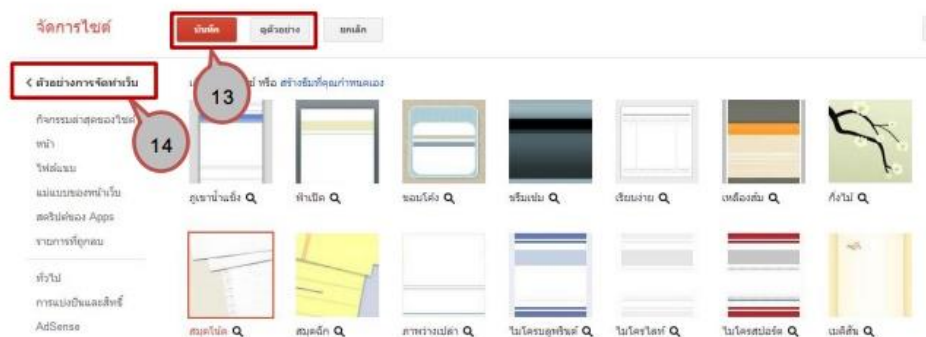 จัดการไซต์
บันทึก ดูตัวอย่าง ยกเลิก
< ตัวอย่างการจัดทำเว็บ
หรือ สร้างธีมที่คุณกำหนดเอง
13
กิจกรรมล่าสุดของไซต์
14
หน้า
ไฟล์แนบ
แม่แบบของหน้าเว็บ
สคริปต์ของ Apps
รายการที่ถูกลบ
ภูเขาน้ำแข็ง ฟ้าเปิด ขอบโค้ง ขรึมเข้ม เรียบง่าย เหลืองส้ม กิ่งไม้
ทั่วไป
การแบ่งปันและสิทธิ์
AdSense
สมุดโน้ต สมุดฉีก ภาพร่างเปล่า ไมโครบลูพรินต์ ไมโครไลท์ ไมโครสปอร์ต เมดิสัน